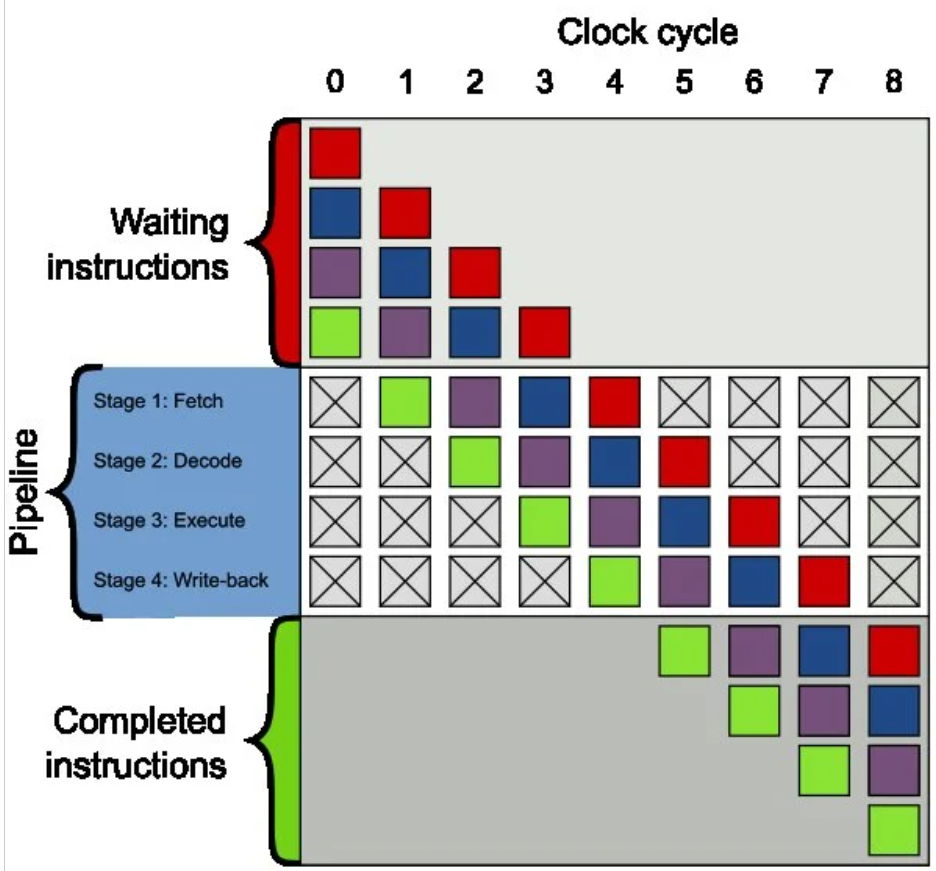 Clock cycle
0 1 2 3 4 5 6 7 8
Waiting
instructions
Pipeline
Stage 1: Fetch
Stage 2: Decode
Stage 3: Execute
Stage 4: Write-back
Completed
instructions